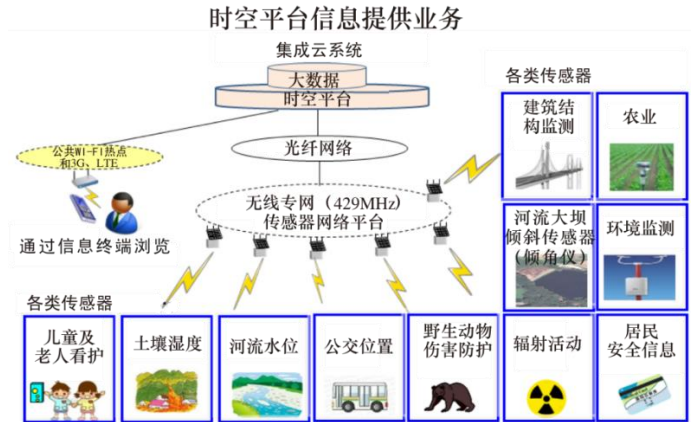 时空平台信息提供业务
集成云系统
大数据
时空平台
各类传感器
建筑结
构监测
农业
公共WI-FI热点
和3G、LTE
光纤网络
无线专网（429MHz)
传感器网络平台
通过信息终端浏览
河流大坝
倾斜传感器
（倾角仪）
环境监测
各类传感器
儿童及
老人看护
土壤湿度
河流水位
公交位置
野生动物
伤害防护
辐射活动
居民
安全信息